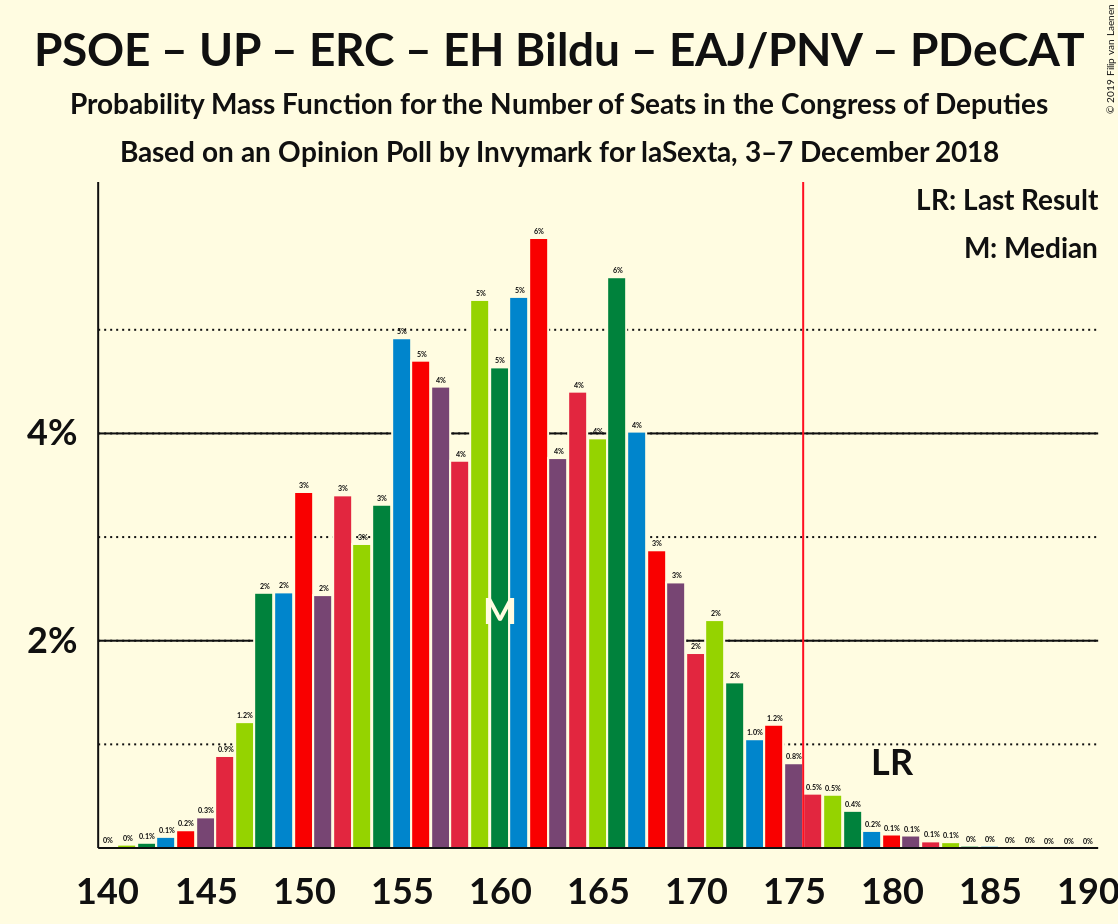 PSOE – UP – ERC – EH Bildu – EAJ/PNV – PDeCAT
Probability Mass Function for the Number of Seats in the Congress of Deputies
Based on an Opinion Poll by Invymark for laSexta, 3–7 December 2018
© 2019 Filip van Laenen
LR: Last Result
M: Median
4%
2%
0% 0% 0.1% 0.1% 0.2% 0.3% 0.9% 1.2% 2% 2% 3% 2% 3% 3% 3% 5% 5% 4% 4% 5% 5% 5% 6% 4% 4% 4% 6% 4% 3% 3% 2% 2% 2% 1.0% 1.2% 0.8% 0.5% 0.5% 0.4% 0.2% 0.1% 0.1% 0.1% 0.1% 0% 0% 0% 0% 0% 0% 0%
M
LR
140 145 150 155 160 165 170 175 180 185 190